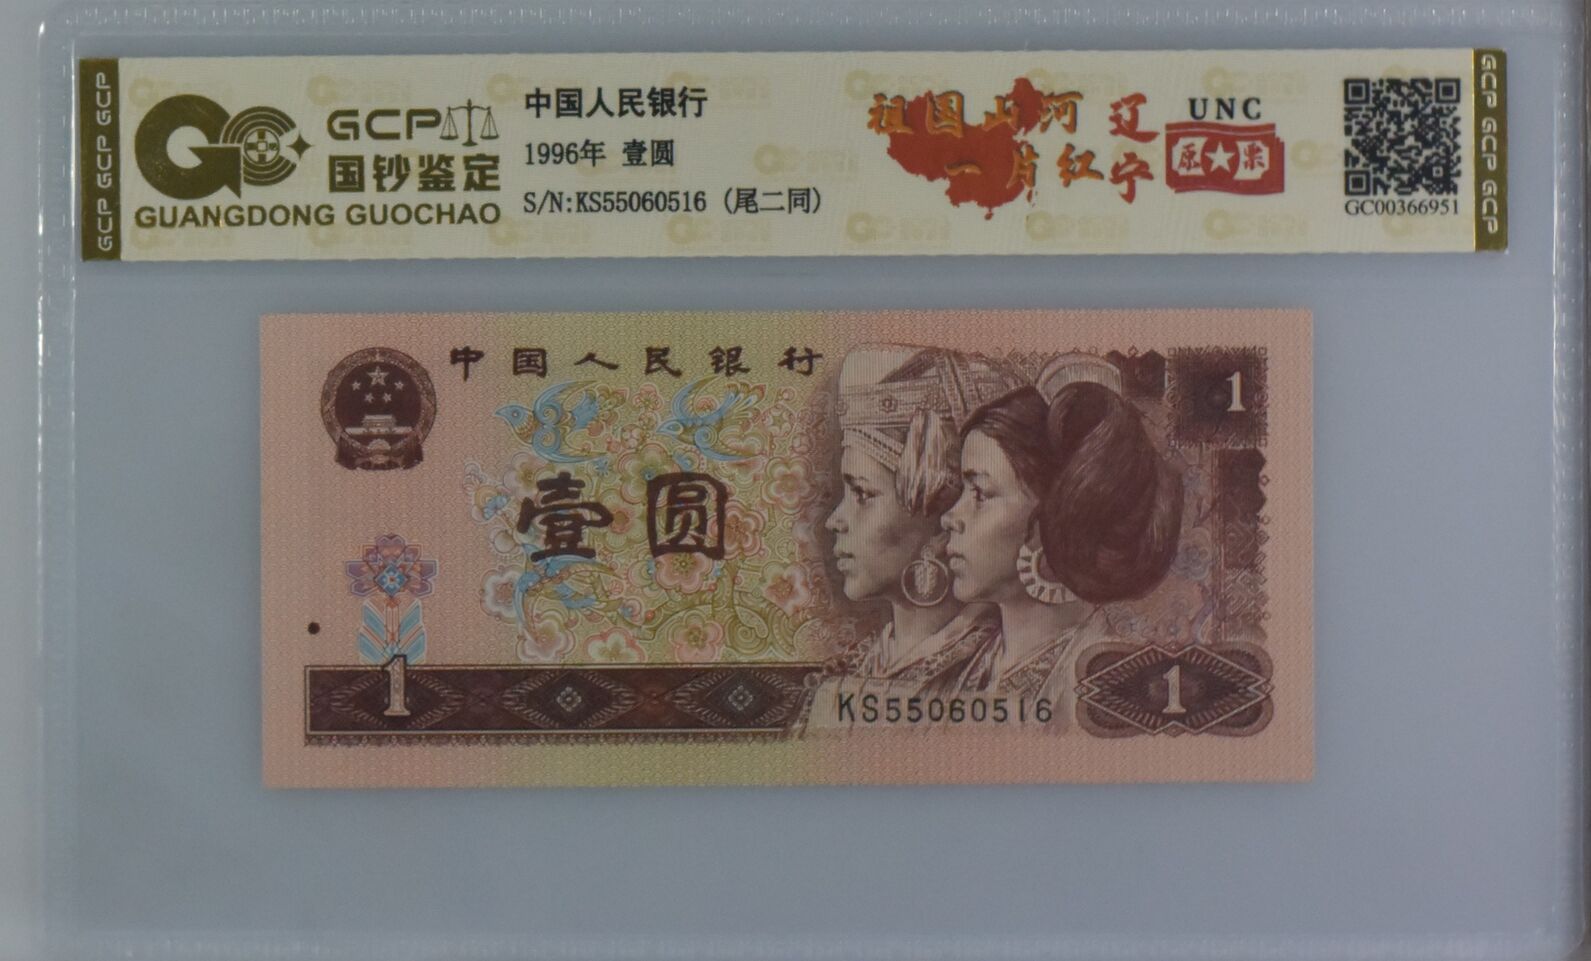 GCP GCP GCP
GCP
国钞鉴定
GUANGDONG GUOCHAO
中国人民银行
1996年 壹圆
S/N:KS55060516 (尾二同)
祖国山河
一片红
辽宁
UNC
原票
GC00366951
GCP GCP GCP
中国人民银行
1
壹圆
1
KS55060516
1